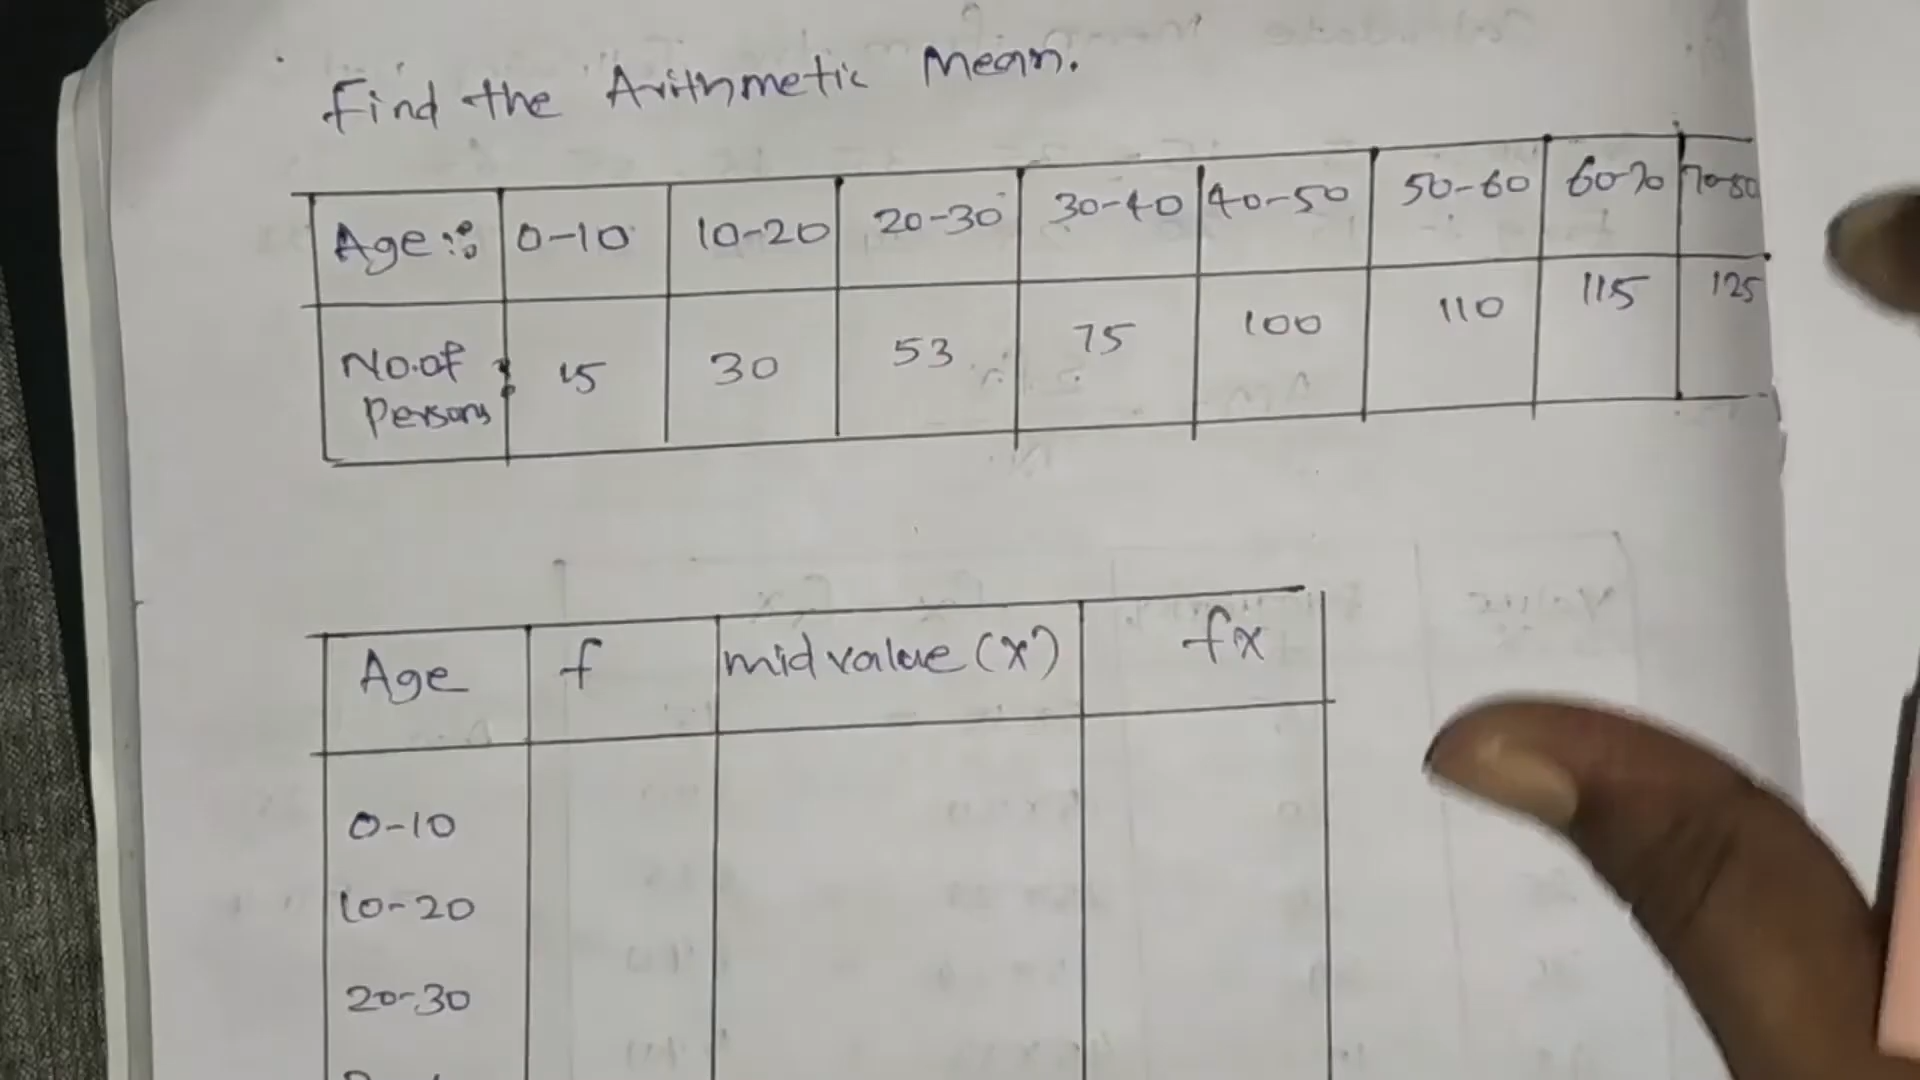 Find the Arithmetic Mean.
Age :: 0-10 10-20 20-30 30-40 40-50 50-60 60-70 70-80
No.of Persons : 15 30 53 75 100 110 115 125
Age f mid value (x) fx
0-10
10-20
20-30